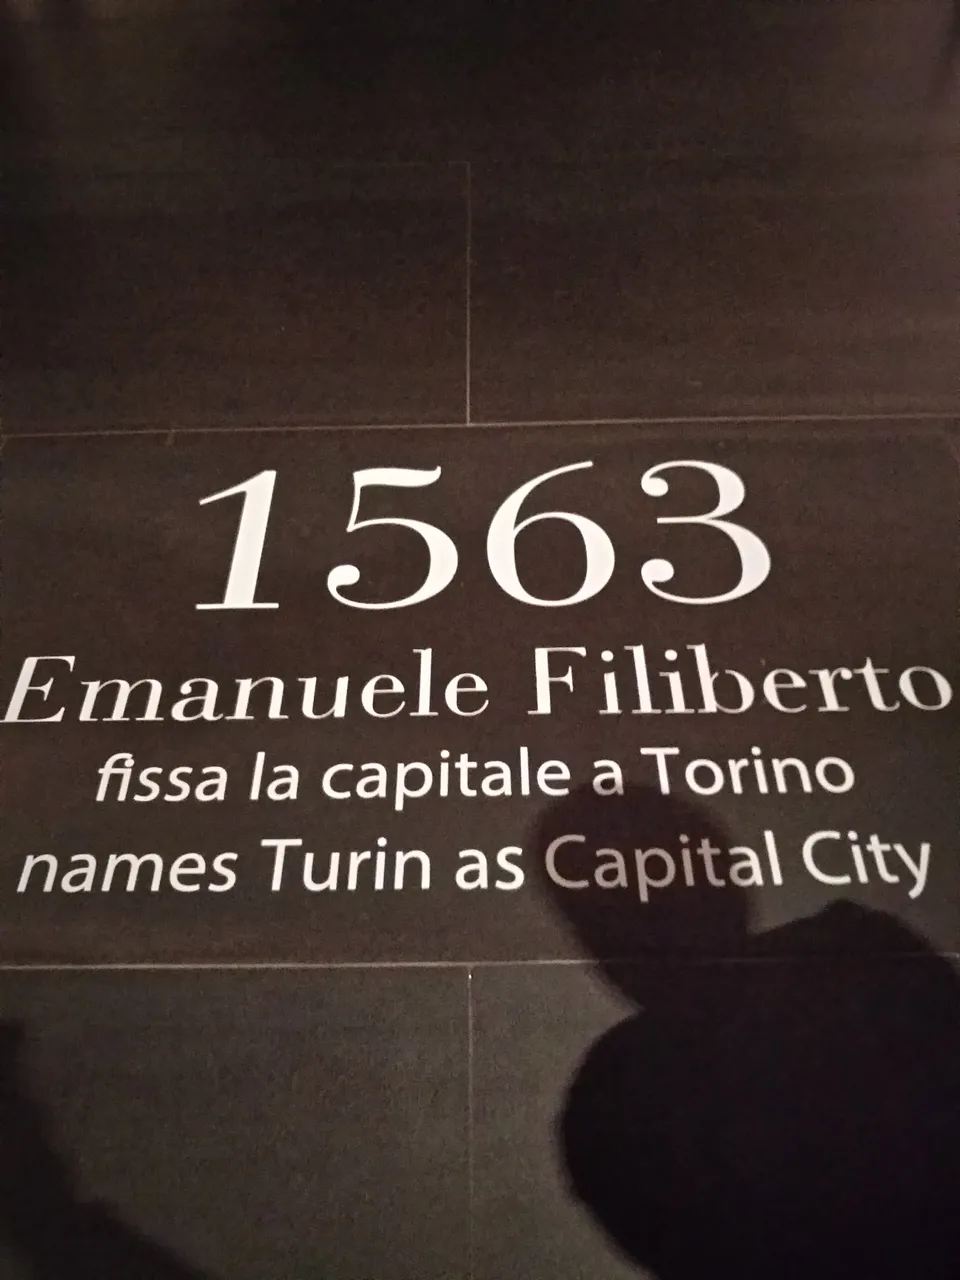 1563
Emanuele Filiberto
fissa la capitale a Torino
names Turin as Capital City